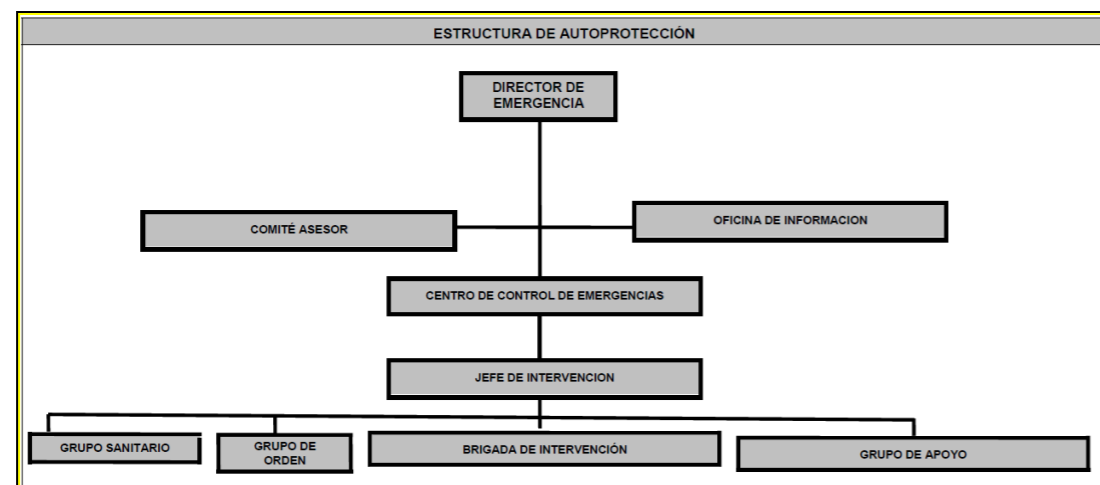 ESTRUCTURA DE AUTOPROTECCIÓN
DIRECTOR DE
EMERGENCIA
COMITÉ ASESOR
OFICINA DE INFORMACION
CENTRO DE CONTROL DE EMERGENCIAS
JEFE DE INTERVENCION
GRUPO SANITARIO
GRUPO DE
ORDEN
BRIGADA DE INTERVENCIÓN
GRUPO DE APOYO